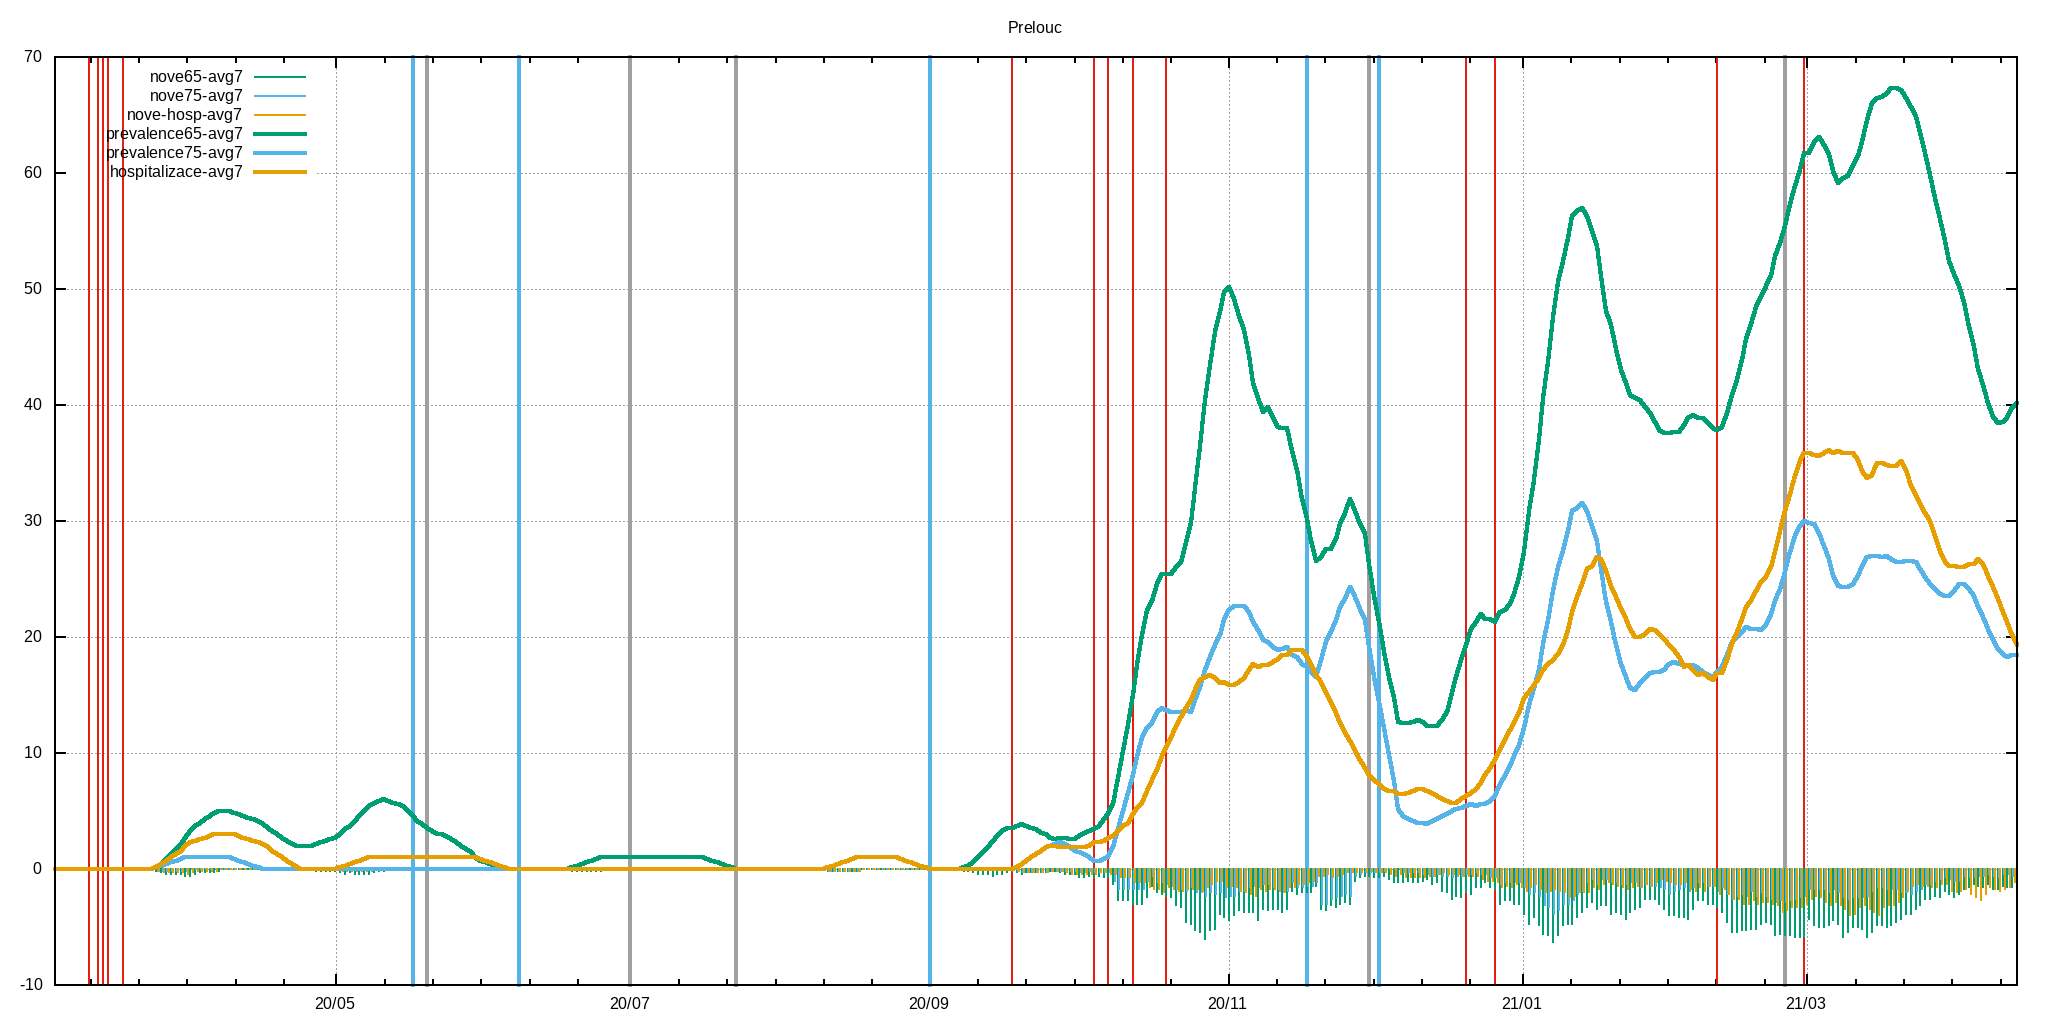 Prelouc
70
nove65-avg7
nove75-avg7
nove-hosp-avg7
prevalence65-avg7
prevalence75-avg7
hospitalizace-avg7
60
50
40
30
20
10
0
-10
20/05 20/07 20/09 20/11 21/01 21/03